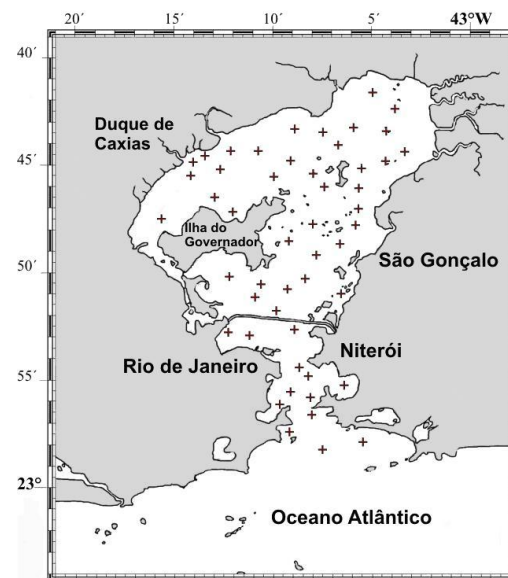 20´ 15´ 10´ 5´ 43°W
40´
Duque de
Caxias
45´
Ilha do
Governador
São Gonçalo
50´
Niterói
Rio de Janeiro
55´
23°
Oceano Atlântico